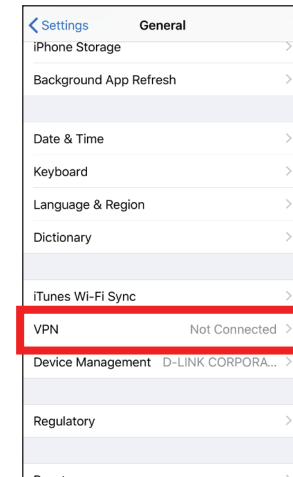 Settings General
iPhone Storage
Background App Refresh
Date & Time
Keyboard
Language & Region
Dictionary
iTunes Wi-Fi Sync
VPN Not Connected
Device Management D-LINK CORPORA...
Regulatory